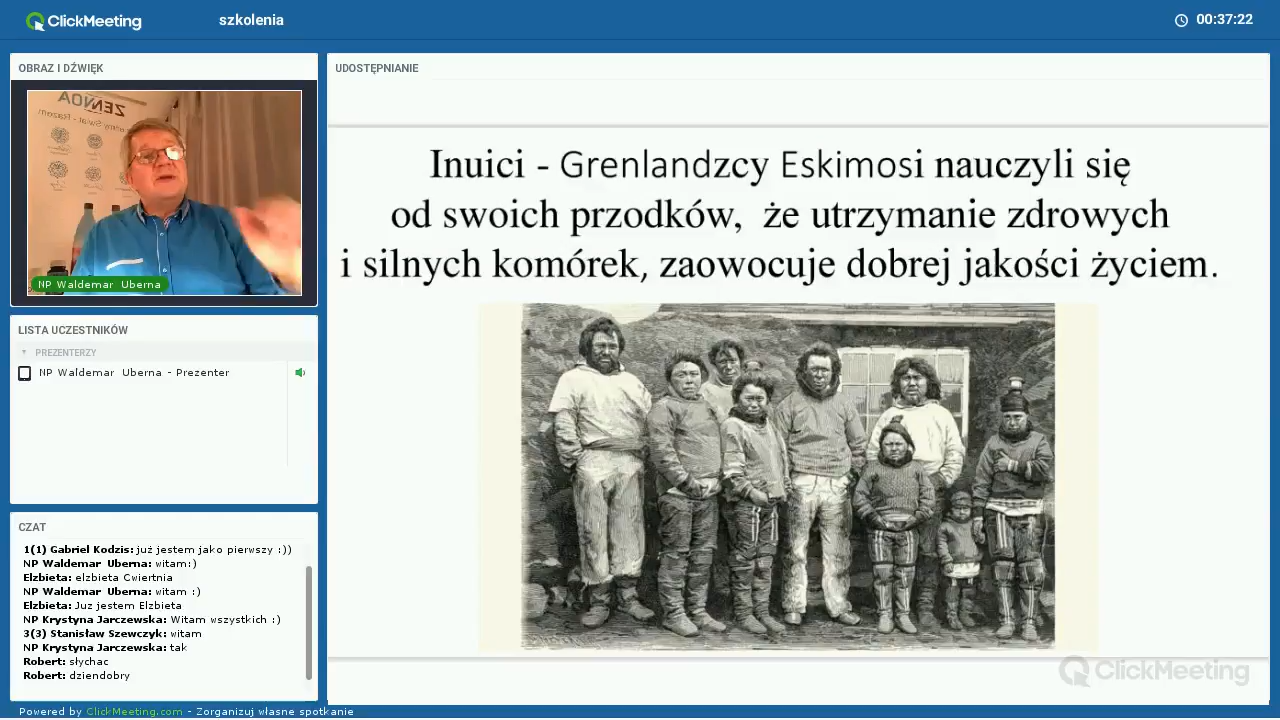 ClickMeeting
szkolenia
00:37:22
OBRAZ I DŹWIĘK
ZENNOA
NP Waldemar Uberna
LISTA UCZESTNIKÓW
PREZENTERZY
NP Waldemar Uberna - Prezenter
CZAT
1(1) Gabriel Kodzis: już jestem jako pierwszy :))
NP Waldemar Uberna: witam:)
Elzbieta: elzbieta Cwiertnia
NP Waldemar Uberna: witam :)
Elzbieta: Juz jestem Elzbieta
NP Krystyna Jarczewska: Witam wszystkich :)
3(3) Stanisław Szewczyk: witam
NP Krystyna Jarczewska: tak
Robert: słychac
Robert: dziendobry
UDOSTĘPNIANIE
Inuici - Grenlandzcy Eskimosi nauczyli się
od swoich przodków, że utrzymanie zdrowych
i silnych komórek, zaowocuje dobrej jakości życiem.
ClickMeeting
Powered by ClickMeeting.com - Zorganizuj własne spotkanie